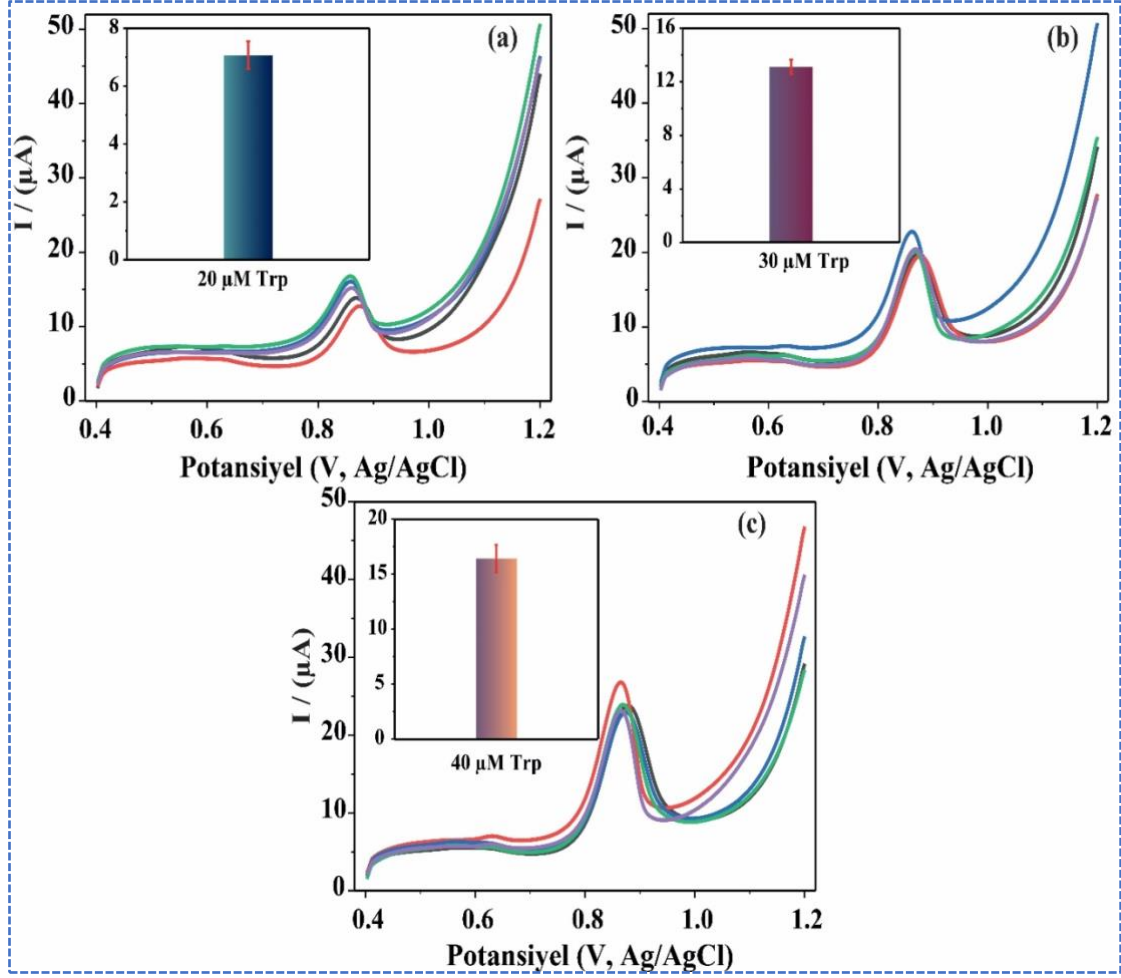 (a)
I / (µA)
50
40
30
20
10
0
8
6
4
2
0
20 µM Trp
0.4 0.6 0.8 1.0 1.2
Potansiyel (V, Ag/AgCl)
(b)
I / (µA)
50
40
30
20
10
0
16
12
8
4
0
30 µM Trp
0.4 0.6 0.8 1.0 1.2
Potansiyel (V, Ag/AgCl)
(c)
I / (µA)
50
40
30
20
10
0
20
15
10
5
0
40 µM Trp
0.4 0.6 0.8 1.0 1.2
Potansiyel (V, Ag/AgCl)